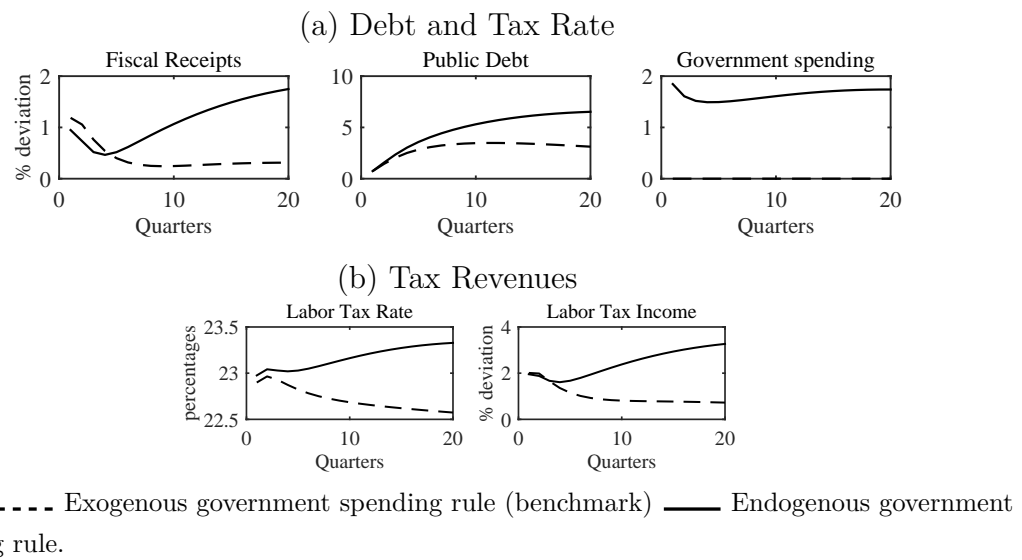 (a) Debt and Tax Rate
Fiscal Receipts
Public Debt
Government spending
% deviation
2
1
0
0
10
20
Quarters
10
5
0
0
10
20
Quarters
2
1
0
0
10
20
Quarters
(b) Tax Revenues
Labor Tax Rate
Labor Tax Income
percentages
23.5
23
22.5
0
10
20
Quarters
% deviation
4
2
0
0
10
20
Quarters
Exogenous government spending rule (benchmark) Endogenous government
rule.